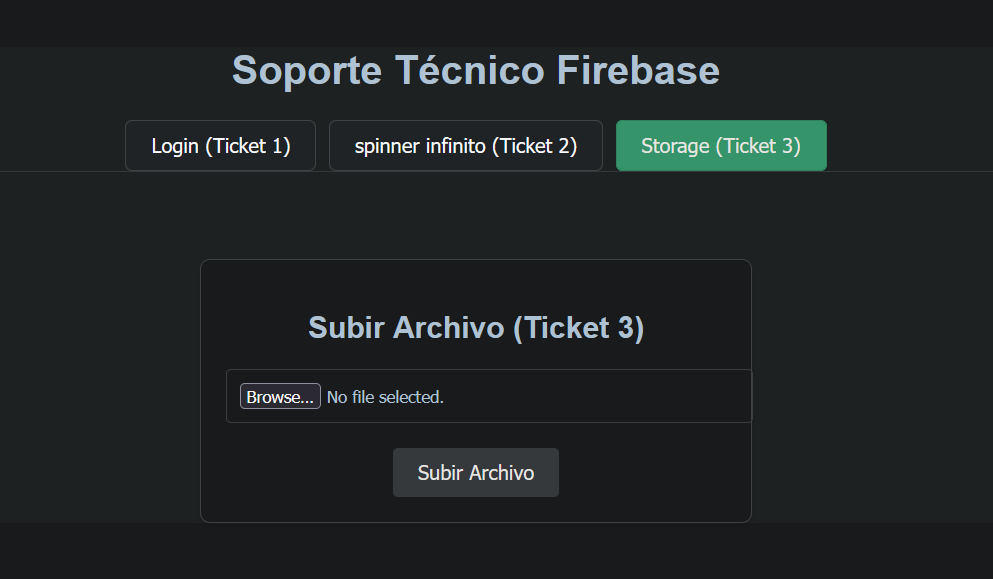 Soporte Técnico Firebase
Login (Ticket 1) spinner infinito (Ticket 2) Storage (Ticket 3)
Subir Archivo (Ticket 3)
Browse... No file selected.
Subir Archivo